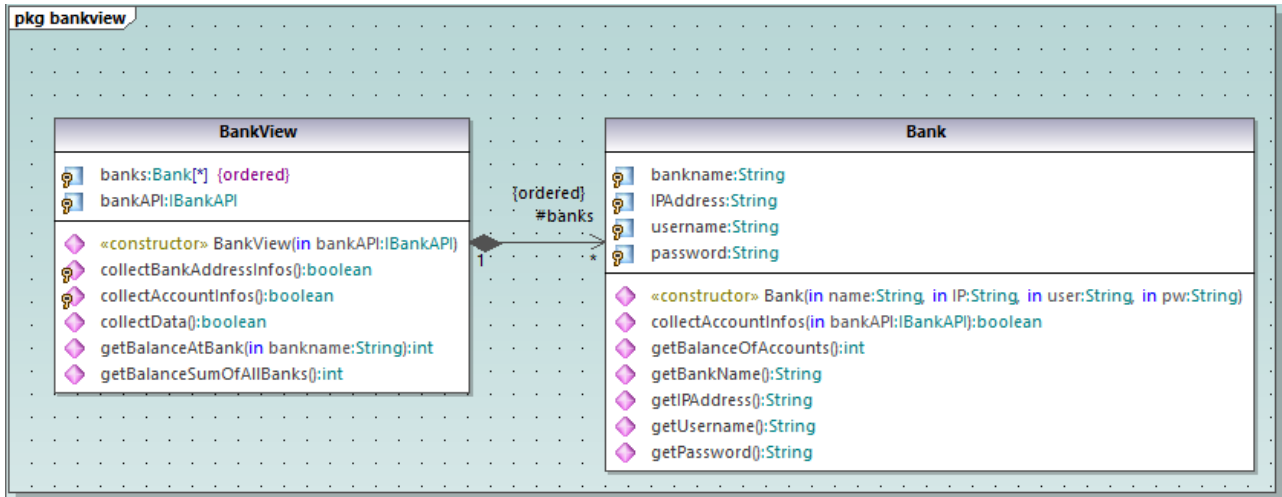 pkg bankview
BankView
banks:Bank[*] {ordered}
bankAPI:IBankAPI
«constructor» BankView(in bankAPI:IBankAPI)
collectBankAddressInfos():boolean
collectAccountInfos():boolean
collectData():boolean
getBalanceAtBank(in bankname:String):int
getBalanceSumOfAllBanks():int
{ordered}
#banks
1
*
Bank
bankname:String
IPAddress:String
username:String
password:String
«constructor» Bank(in name:String, in IP:String, in user:String, in pw:String)
collectAccountInfos(in bankAPI:IBankAPI):boolean
getBalanceOfAccounts():int
getBankName():String
getIPAddress():String
getUsername():String
getPassword():String